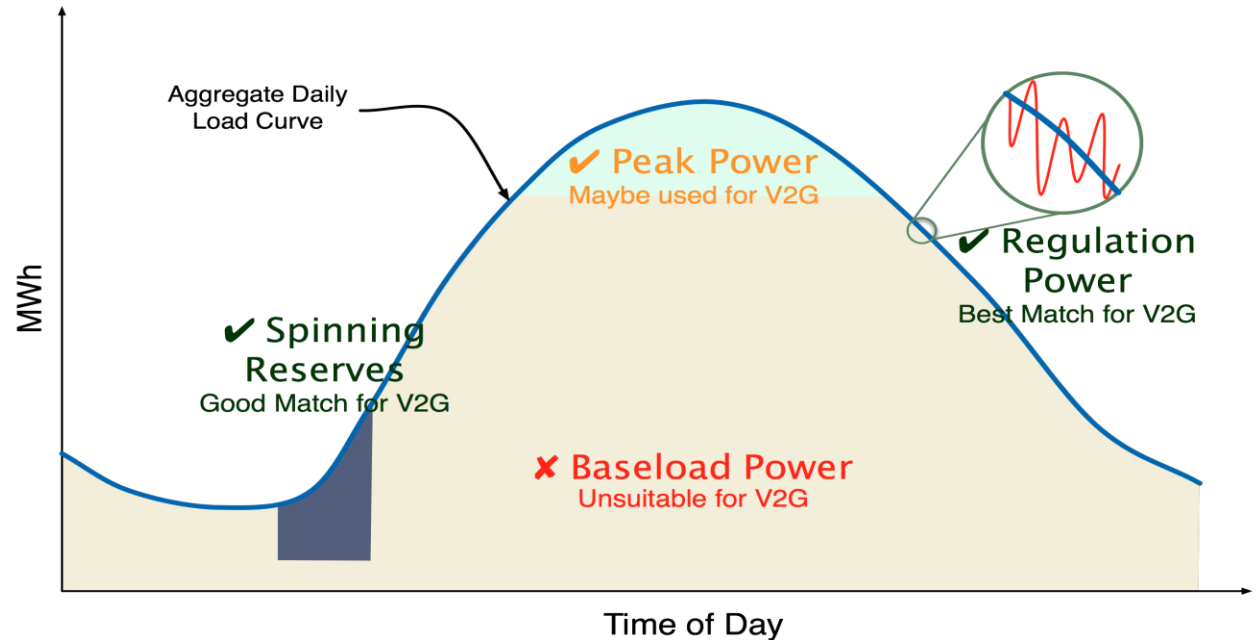 Aggregate Daily
Load Curve
✔ Peak Power
Maybe used for V2G
✔ Regulation
Power
Best Match for V2G
MWh
✔ Spinning
Reserves
Good Match for V2G
✘ Baseload Power
Unsuitable for V2G
Time of Day